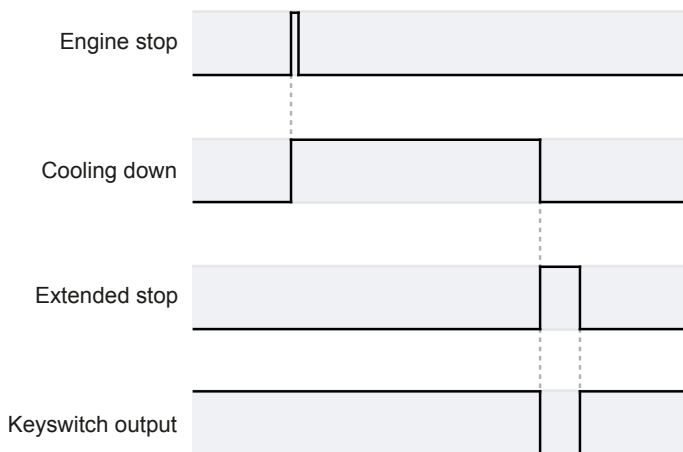 Engine stop
Cooling down
Extended stop
Keyswitch output